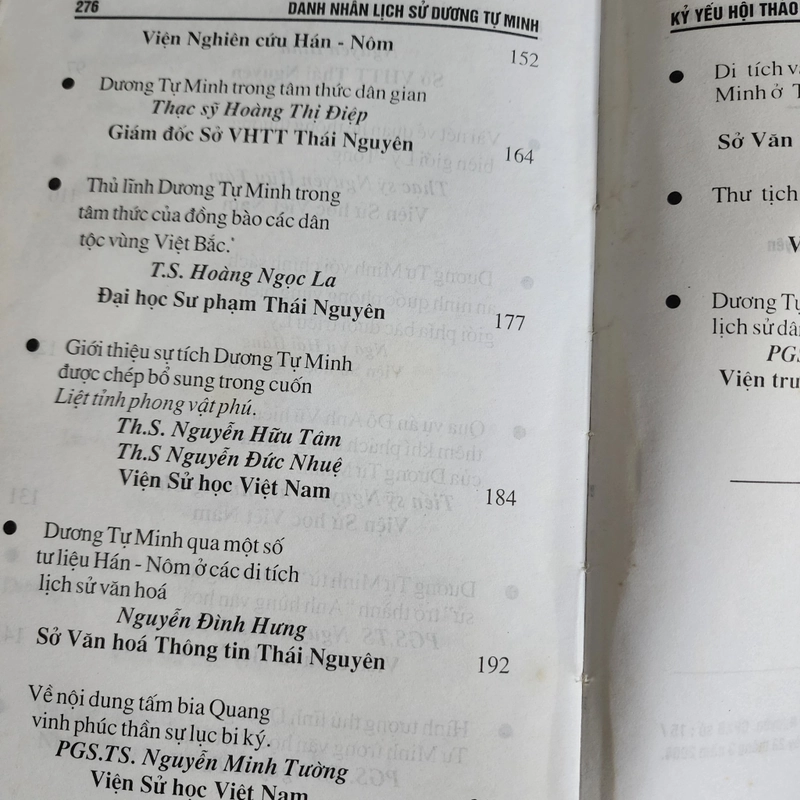 276
DANH NHÂN LỊCH SỬ DƯƠNG TỰ MINH
Viện Nghiên cứu Hán - Nôm 152
● Dương Tự Minh trong tâm thức dân gian
Thạc sỹ Hoàng Thị Điệp
Giám đốc Sở VHTT Thái Nguyên 164
● Thủ lĩnh Dương Tự Minh trong
tâm thức của đồng bào các dân
tộc vùng Việt Bắc.
T.S. Hoàng Ngọc La
Đại học Sư phạm Thái Nguyên 177
● Giới thiệu sự tích Dương Tự Minh
được chép bổ sung trong cuốn
Liệt tỉnh phong vật phú.
Th.S. Nguyễn Hữu Tâm
Th.S Nguyễn Đức Nhuệ
Viện Sử học Việt Nam 184
● Dương Tự Minh qua một số
tư liệu Hán - Nôm ở các di tích
lịch sử văn hoá
Nguyễn Đình Hưng
Sở Văn hoá Thông tin Thái Nguyên 192
Về nội dung tấm bia Quang
vinh phúc thần sự lục bi ký.
PGS.TS. Nguyễn Minh Tường
Viện Sử học Việt Nam
KỶ YẾU HỘI THẢO
● Di tích
Minh ở
Sở Văn
● Thư tịch
● Dương
lịch sử
Viện